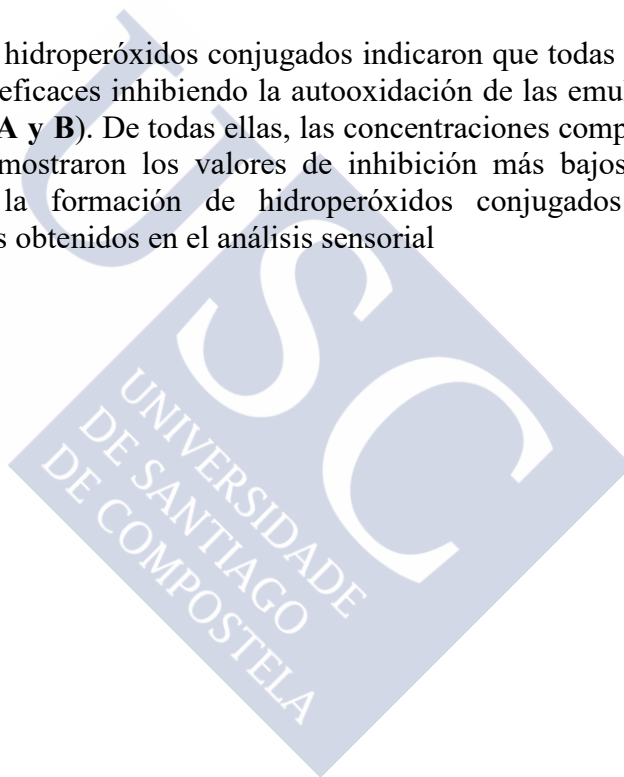 hidroperóxidos conjugados indicaron que todas
eficaces inhibiendo la autooxidación de las emul
A y B). De todas ellas, las concentraciones comp
mostraron los valores de inhibición más bajos
la formación de hidroperóxidos conjugados
s obtenidos en el análisis sensorial
USC
UNIVERSIDADE
DE SANTIAGO
DE COMPOSTELA